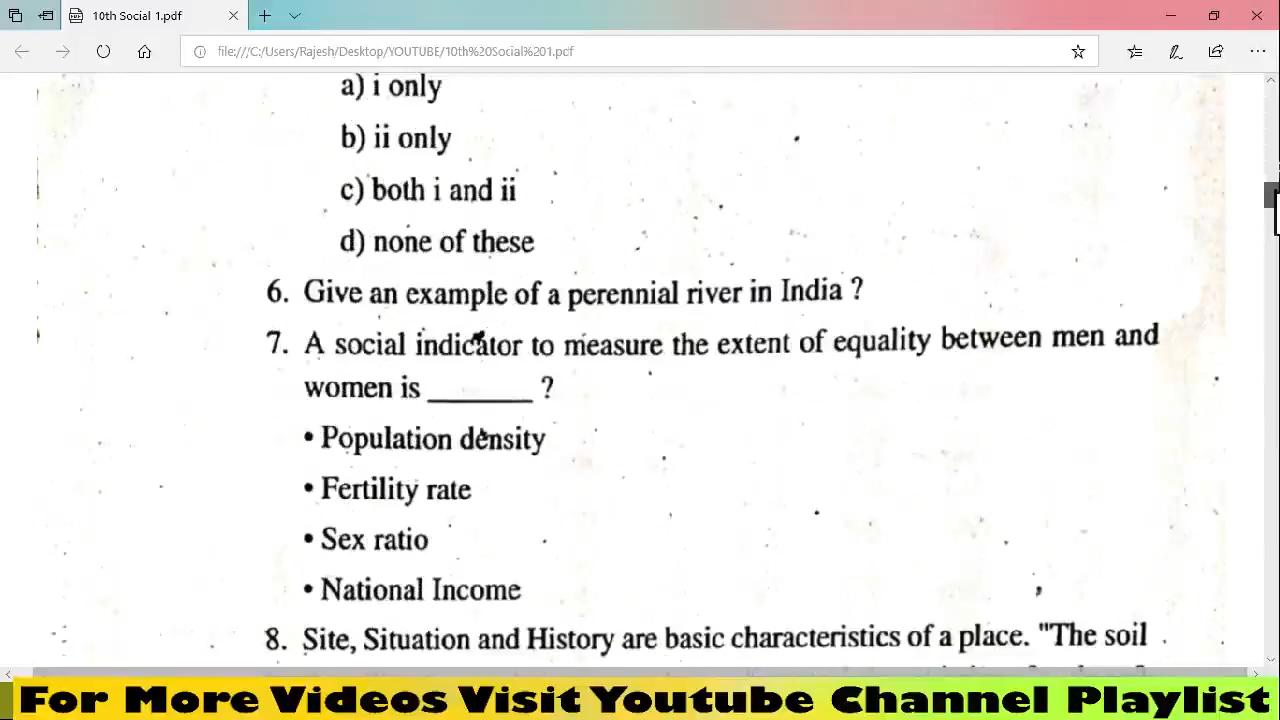 10th Social 1.pdf
file:///C:/Users/Rajesh/Desktop/YOUTUBE/10th%20Social%201.pdf
a) i only
b) ii only
c) both i and ii
d) none of these
6. Give an example of a perennial river in India ?
7. A social indicator to measure the extent of equality between men and
women is ________ ?
• Population density
• Fertility rate
• Sex ratio
• National Income
8. Site, Situation and History are basic characteristics of a place. "The soil
For More Videos Visit Youtube Channel Playlist